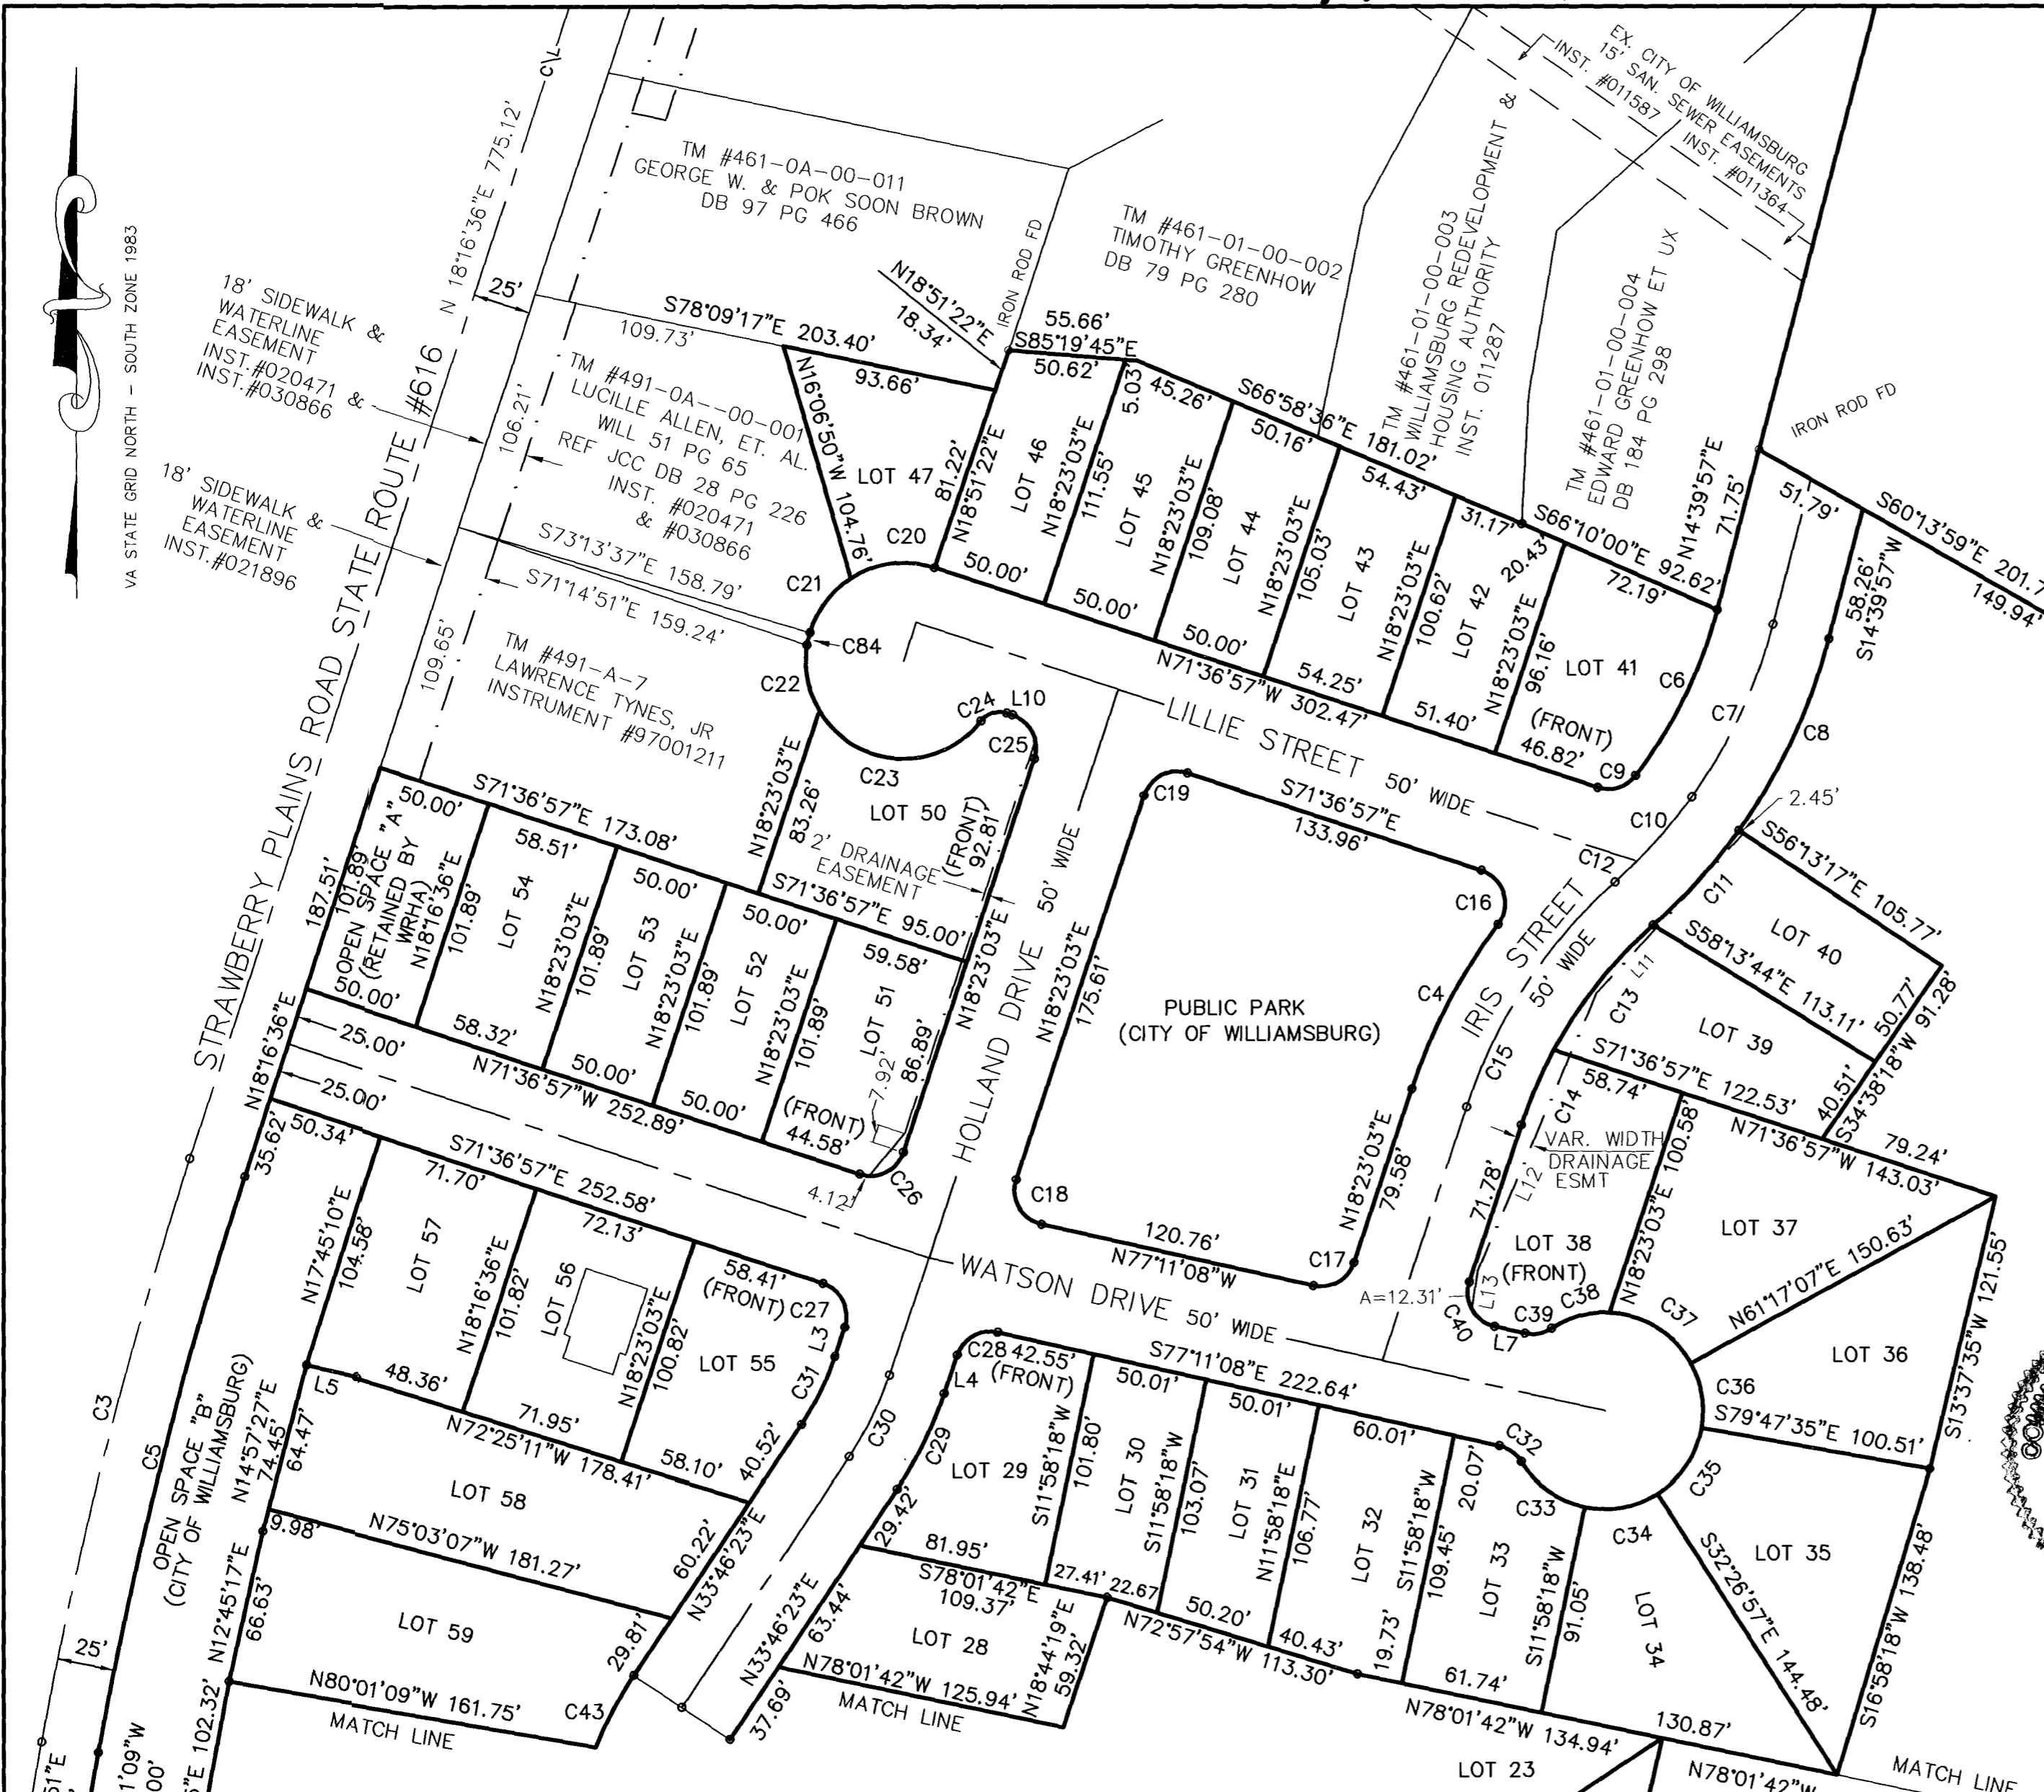 VA STATE GRID NORTH - SOUTH ZONE 1983
18' SIDEWALK &
WATERLINE
EASEMENT
INST.#020471 &
INST.#030866
18' SIDEWALK &
WATERLINE
EASEMENT
INST.#021896
N 18°16'36"E 775.12'
C\L
25'
STRAWBERRY PLAINS ROAD STATE ROUTE #616
TM #461-0A-00-011
GEORGE W. & POK SOON BROWN
DB 97 PG 466
IRON ROD FD
TM #461-01-00-002
TIMOTHY GREENHOW
DB 79 PG 280
TM #461-01-00-003
WILLIAMSBURG REDEVELOPMENT &
HOUSING AUTHORITY
INST. 011287
EX. CITY OF WILLIAMSBURG
15' SAN. SEWER EASEMENTS
INST. #011587
INST. #011364
TM #461-01-00-004
EDWARD GREENHOW ET UX
DB 184 PG 298
IRON ROD FD
S78°09'17"E 203.40'
109.73'
93.66'
N18°51'22"E
18.34'
55.66'
S85°19'45"E
50.62'
5.03'
45.26'
S66°58'36"E 181.02'
50.16'
54.43'
31.17'
20.43'
S66°10'00"E 92.62'
72.19'
N14°39'57"E
71.75'
51.79'
S60°13'59"E
149.94'
58.26'
S14°39'57"W
106.21'
TM #491-0A--00-001
LUCILLE ALLEN, ET. AL.
WILL 51 PG 65
REF JCC DB 28 PG 226
INST. #020471
& #030866
N16°06'50"W 104.76'
LOT 47
81.22'
N18°51'22"E
LOT 46
N18°23'03"E
111.55'
LOT 45
N18°23'03"E
109.08'
LOT 44
N18°23'03"E
105.03'
LOT 43
N18°23'03"E
100.62'
LOT 42
N18°23'03"E
96.16'
LOT 41
(FRONT)
46.82'
C6
C7
C8
C9
C10
C20
C21
50.00'
50.00'
50.00'
54.25'
51.40'
N71°36'57"W 302.47'
S73°13'37"E 158.79'
S71°14'51"E 159.24'
C84
109.65'
TM #491-A-7
LAWRENCE TYNES, JR
INSTRUMENT #97001211
C22
C23
C24
L10
C25
LILLIE STREET 50' WIDE
LOT 50
(FRONT)
92.81'
N18°23'03"E
83.26'
2' DRAINAGE
EASEMENT
C19
S71°36'57"E
133.96'
C16
C12
2.45'
S56°13'17"E 105.77'
C11
LOT 40
S58°13'44"E 113.11'
50.77'
S34°38'18"W 91.28'
40.51'
L11
C13
LOT 39
IRIS STREET
50' WIDE
S71°36'57"E 173.08'
50.00'
58.51'
50.00'
50.00'
S71°36'57"E 95.00'
59.58'
187.51'
101.89'
OPEN SPACE "A"
(RETAINED BY
WRHA)
N18°16'36"E
101.89'
LOT 54
N18°23'03"E
101.89'
LOT 53
N18°23'03"E
101.89'
LOT 52
N18°23'03"E
101.89'
LOT 51
7.92'
86.89'
N18°23'03"E
(FRONT)
44.58'
50.00'
58.32'
50.00'
50.00'
N71°36'57"W 252.89'
4.12'
C26
HOLLAND DRIVE 50' WIDE
N18°23'03"E
175.61'
PUBLIC PARK
(CITY OF WILLIAMSBURG)
C4
C15
C14
N18°23'03"E
79.58'
C17
C18
120.76'
N77°11'08"W
S71°36'57"E 122.53'
58.74'
N71°36'57"W 143.03'
79.24'
VAR. WIDTH
DRAINAGE
ESMT
71.78'
L12
L13
LOT 38
(FRONT)
N18°23'03"E 100.58'
A=12.31'
C40
L7
C39
C38
LOT 37
C37
N61°17'07"E 150.63'
S13°37'35"W 121.55'
LOT 36
C36
S79°47'35"E 100.51'
N18°16'36"E
25.00'
25.00'
35.62'
50.34'
S71°36'57"E 252.58'
71.70'
72.13'
58.41'
(FRONT)
C27
N17°45'10"E
104.58'
LOT 57
N18°16'36"E
101.82'
LOT 56
N18°23'03"E
100.82'
LOT 55
L3
C31
WATSON DRIVE 50' WIDE
C28
42.55'
(FRONT)
L4
S77°11'08"E 222.64'
50.01'
50.01'
60.01'
20.07'
C32
C33
C34
C35
C3
C5
OPEN SPACE "B"
(CITY OF WILLIAMSBURG)
N14°57'27"E
74.45'
64.47'
L5
48.36'
71.95'
58.10'
N72°25'11"W 178.41'
40.52'
LOT 58
60.22'
N33°46'23"E
C30
C29
29.42'
LOT 29
S11°58'18"W
101.80'
LOT 30
S11°58'18"W
103.07'
LOT 31
N11°58'18"E
106.77'
LOT 32
S11°58'18"W
109.45'
LOT 33
S11°58'18"W
91.05'
LOT 34
S32°26'57"E 144.48'
LOT 35
S16°58'18"W 138.48'
9.98'
N75°03'07"W 181.27'
N12°45'17"E
66.63'
LOT 59
29.81'
C43
N80°01'09"W 161.75'
MATCH LINE
25'
102.32'
81.95'
S78°01'42"E
109.37'
27.41'
22.67
N33°46'23"E
63.44'
LOT 28
N78°01'42"W 125.94'
MATCH LINE
37.69'
N18°44'19"E
59.32'
50.20'
40.43'
N72°57'54"W 113.30'
19.73'
61.74'
N78°01'42"W 134.94'
130.87'
LOT 23
N78°01'42"W
MATCH LINE